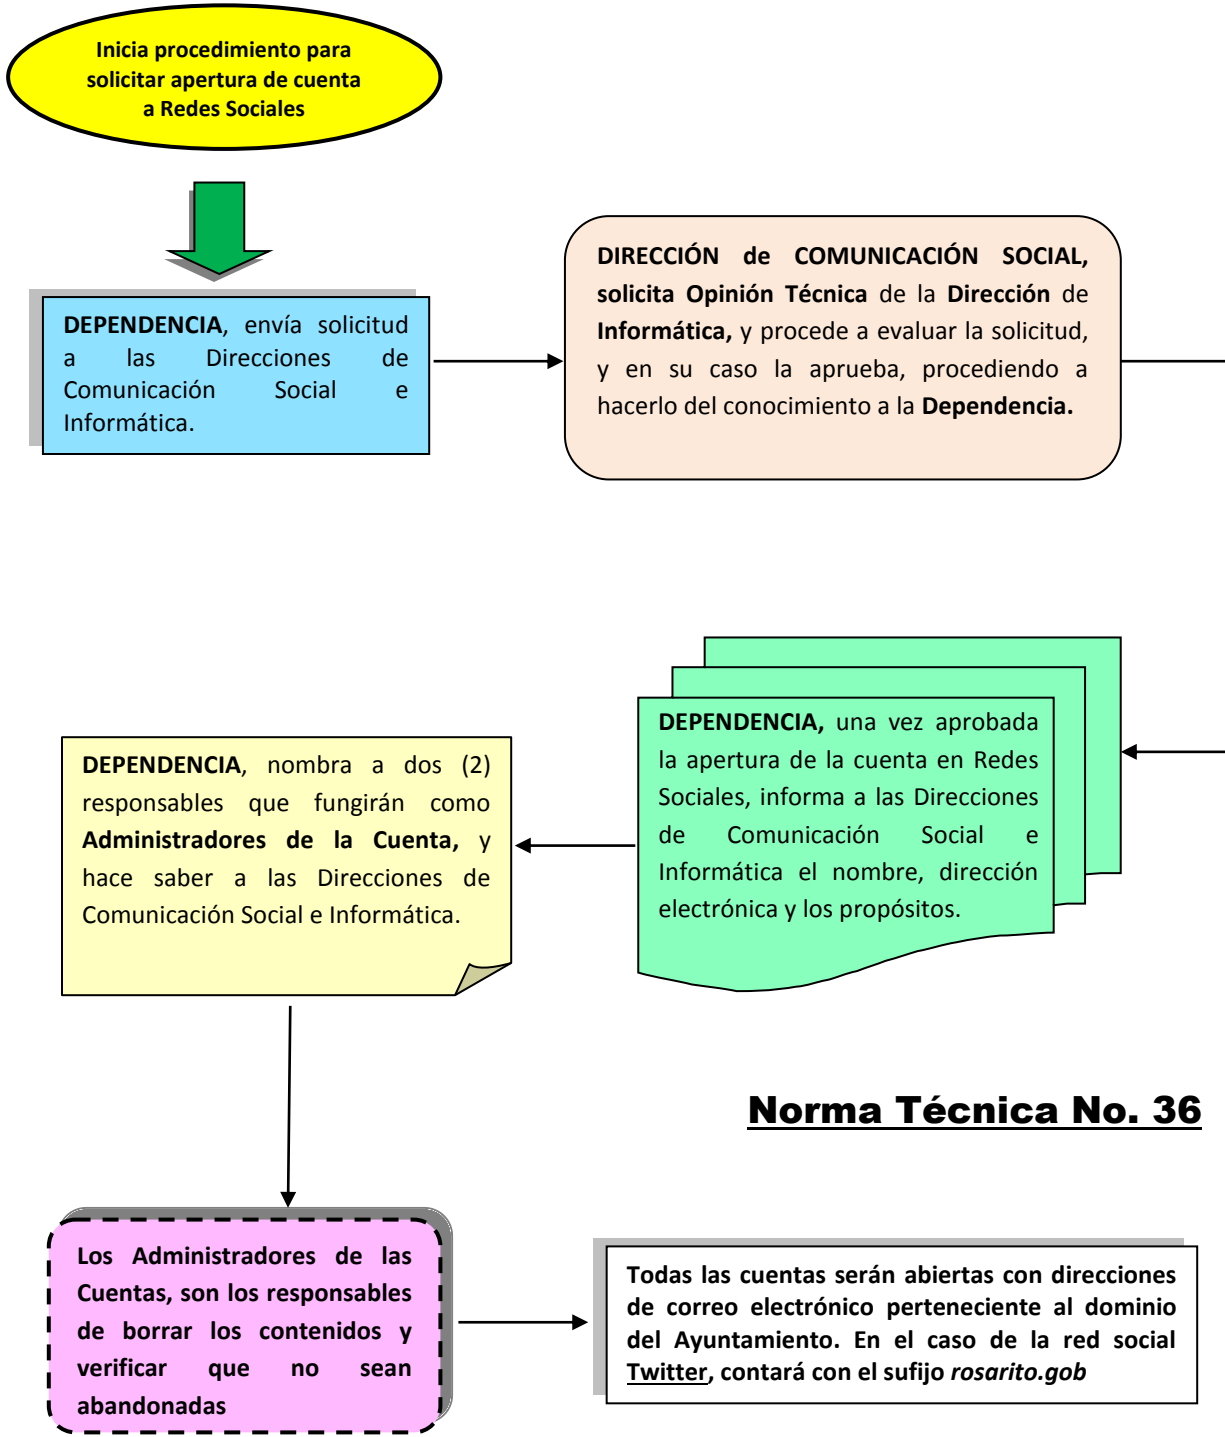 Inicia procedimiento para
solicitar apertura de cuenta
a Redes Sociales
DEPENDENCIA, envía solicitud
a las Direcciones de
Comunicación Social e
Informática.
DIRECCIÓN de COMUNICACIÓN SOCIAL,
solicita Opinión Técnica de la Dirección de
Informática, y procede a evaluar la solicitud,
y en su caso la aprueba, procediendo a
hacerlo del conocimiento a la Dependencia.
DEPENDENCIA, una vez aprobada
la apertura de la cuenta en Redes
Sociales, informa a las Direcciones
de Comunicación Social e
Informática el nombre, dirección
electrónica y los propósitos.
DEPENDENCIA, nombra a dos (2)
responsables que fungirán como
Administradores de la Cuenta, y
hace saber a las Direcciones de
Comunicación Social e Informática.
Norma Técnica No. 36
Los Administradores de las
Cuentas, son los responsables
de borrar los contenidos y
verificar que no sean
abandonadas
Todas las cuentas serán abiertas con direcciones
de correo electrónico perteneciente al dominio
del Ayuntamiento. En el caso de la red social
Twitter, contará con el sufijo rosarito.gob